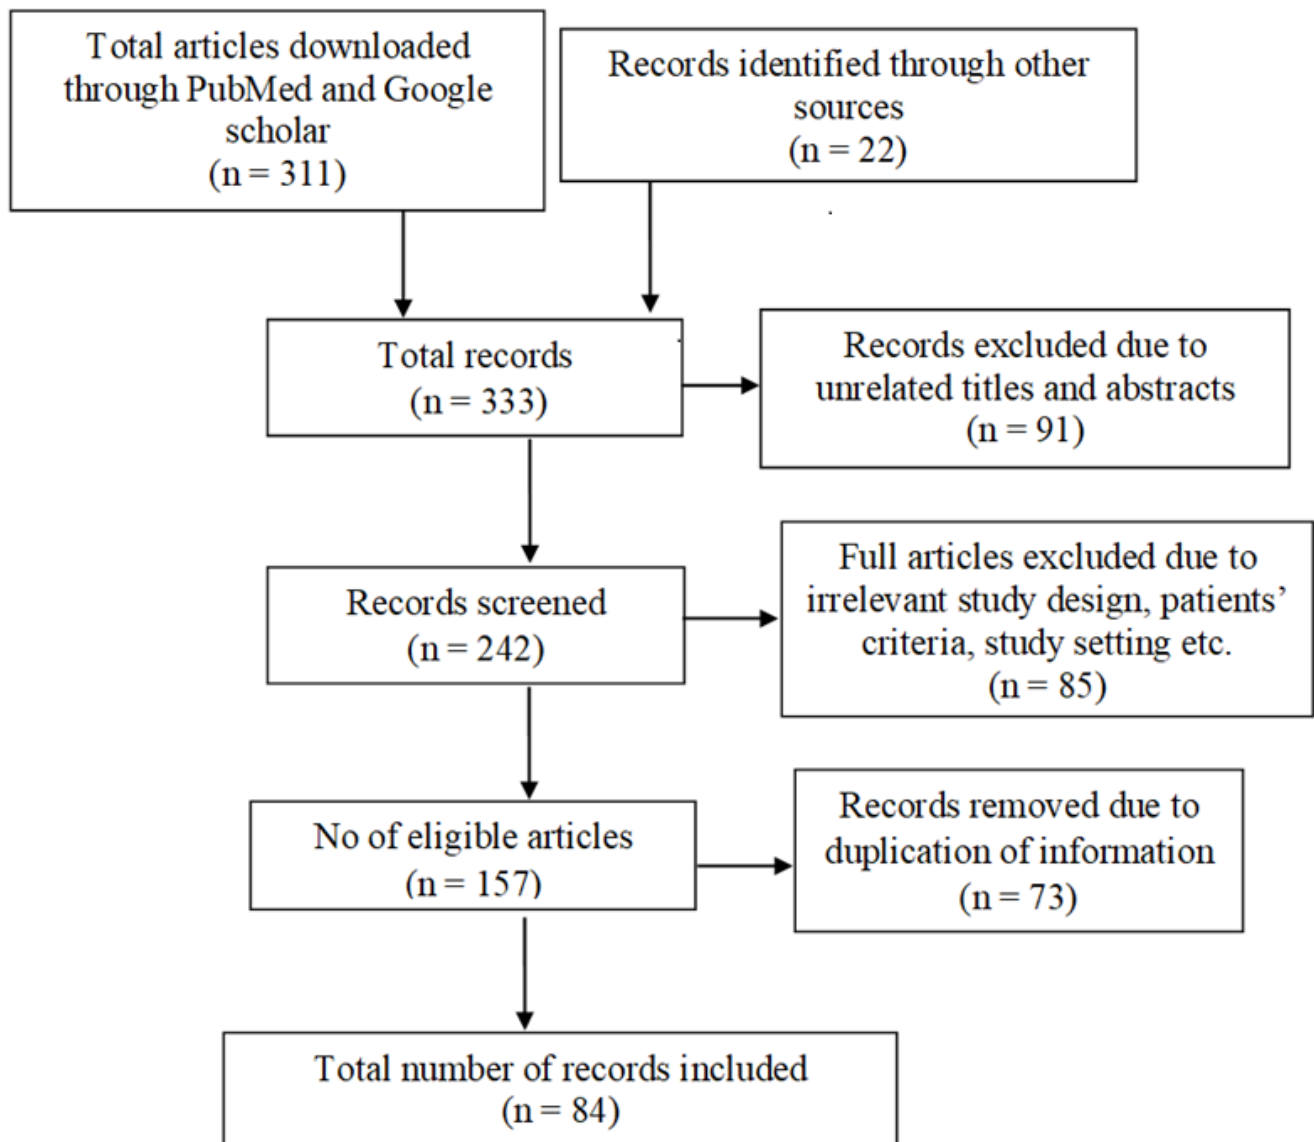 Total articles downloaded
through PubMed and Google
scholar
(n = 311)
Records identified through other
sources
(n = 22)
Total records
(n = 333)
Records excluded due to
unrelated titles and abstracts
(n = 91)
Records screened
(n = 242)
Full articles excluded due to
irrelevant study design, patients’
criteria, study setting etc.
(n = 85)
No of eligible articles
(n = 157)
Records removed due to
duplication of information
(n = 73)
Total number of records included
(n = 84)